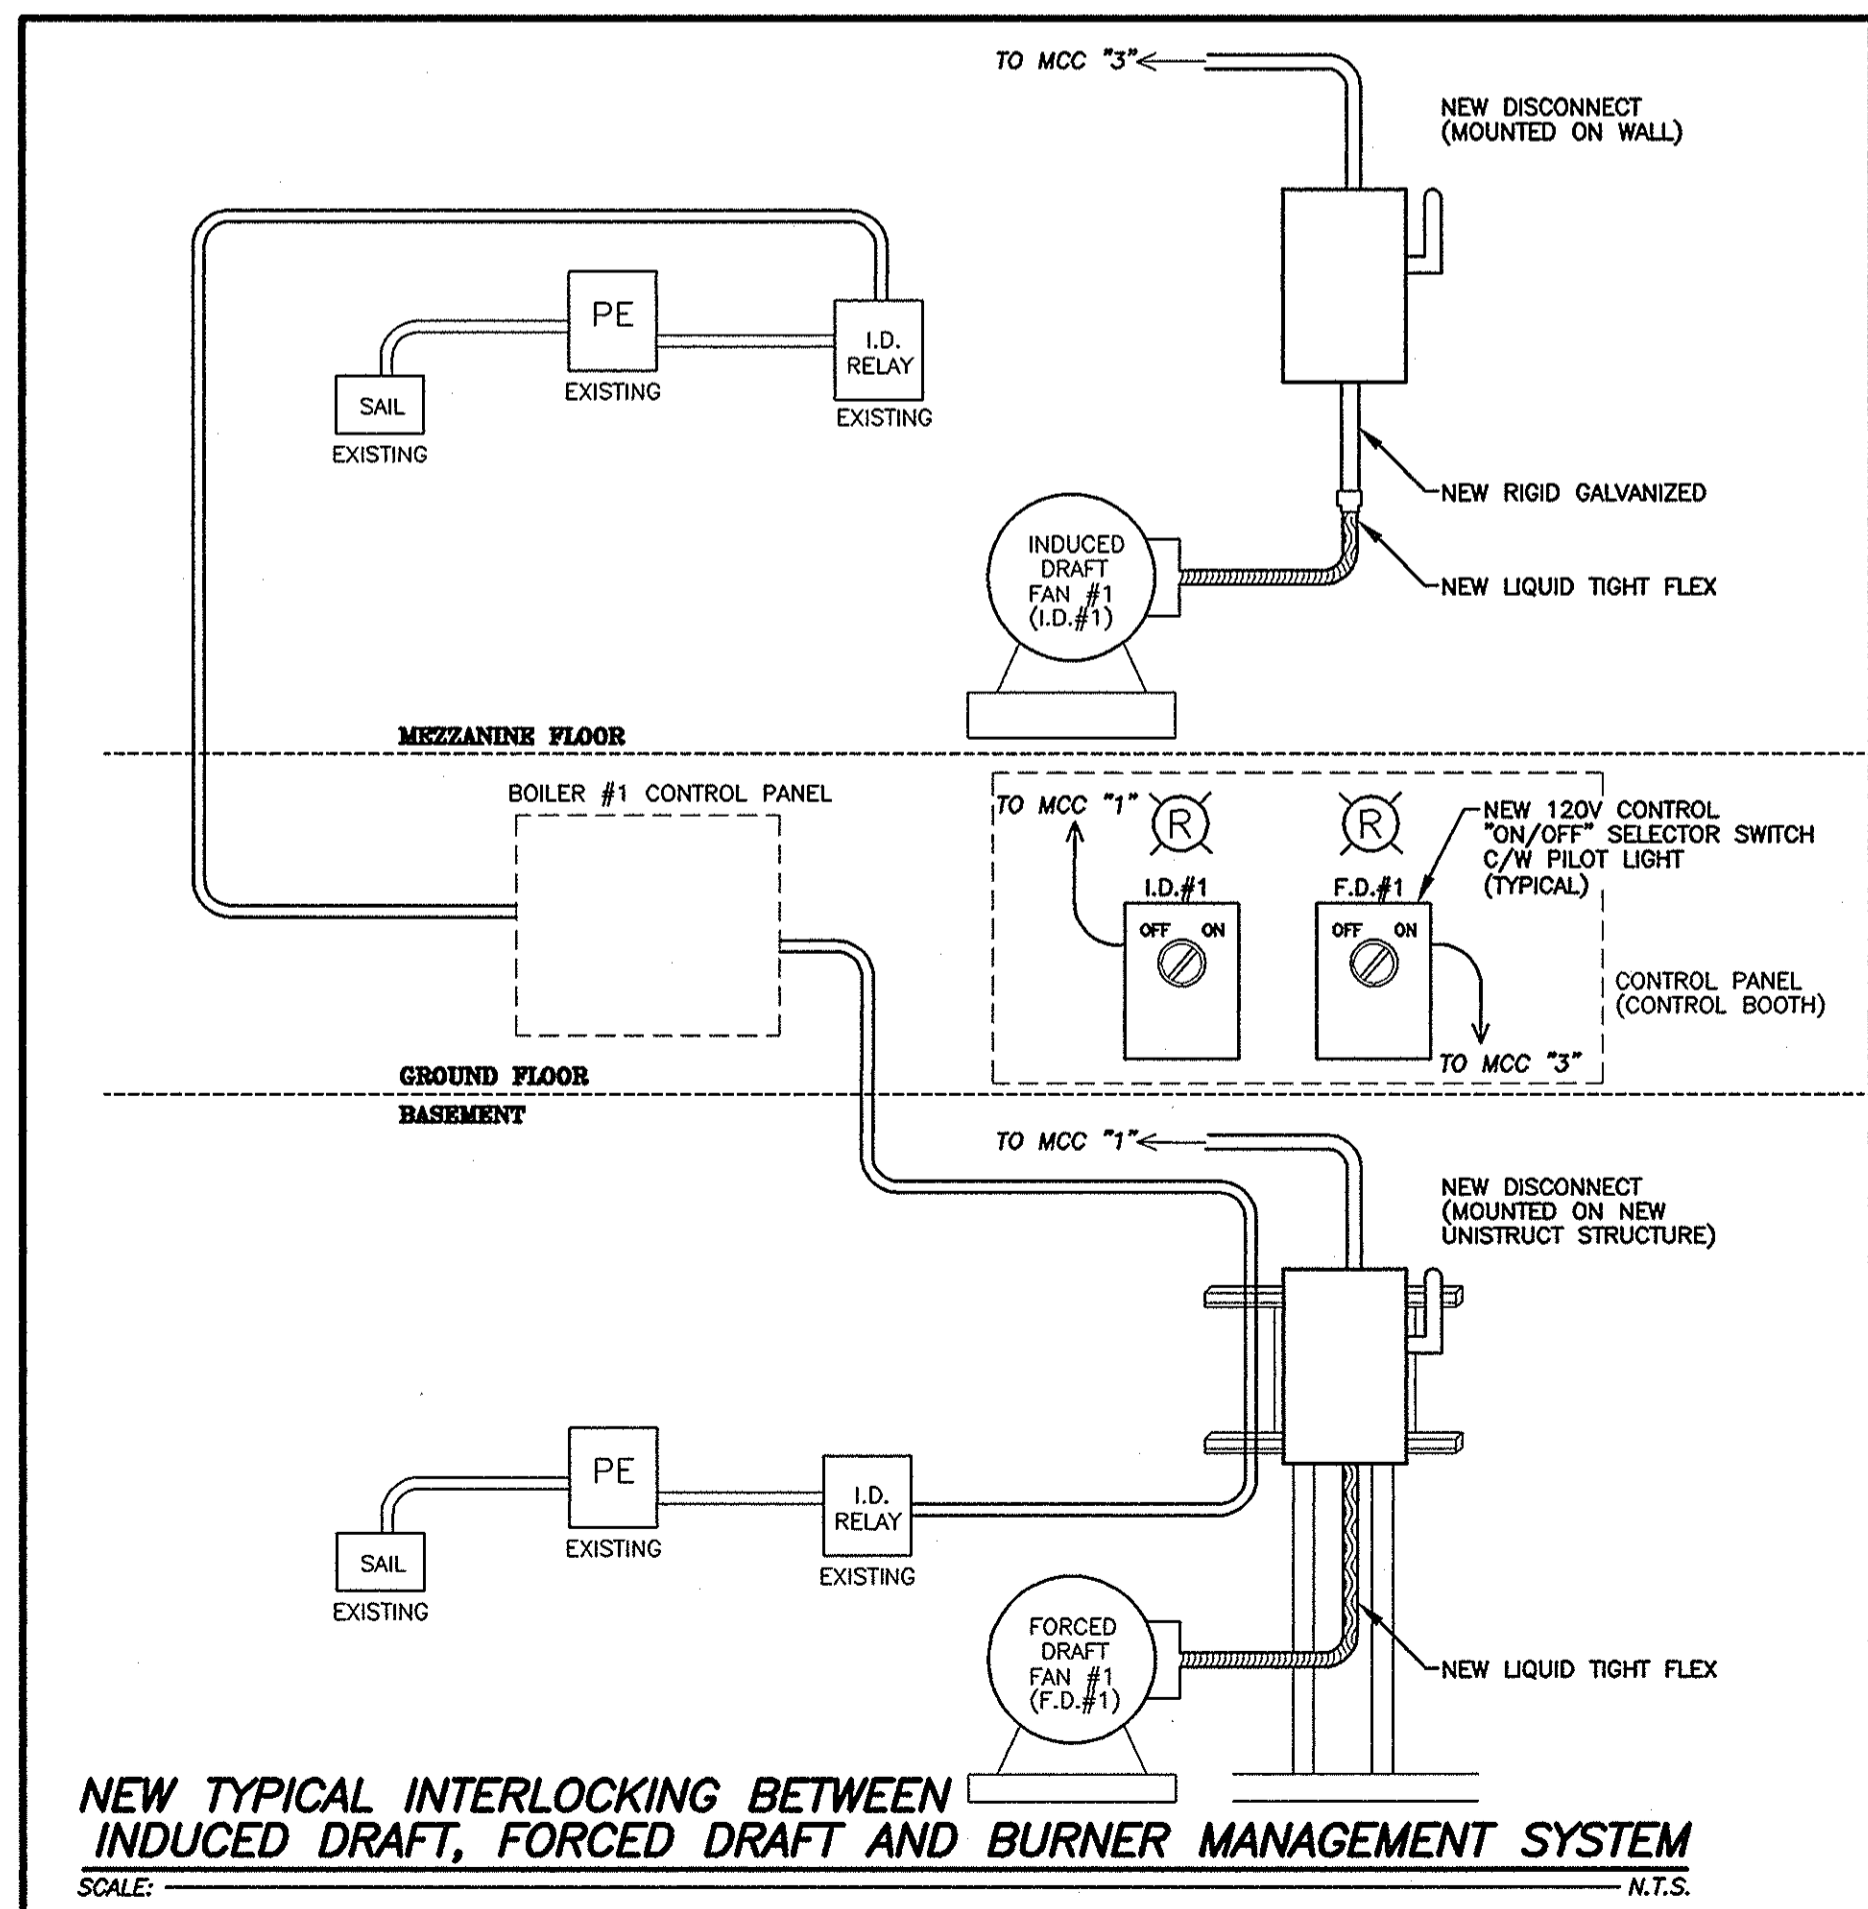 TO MCC "3"
NEW DISCONNECT
(MOUNTED ON WALL)
PE
I.D.
RELAY
SAIL
EXISTING
EXISTING
EXISTING
NEW RIGID GALVANIZED
INDUCED
DRAFT
FAN #1
(I.D.#1)
NEW LIQUID TIGHT FLEX
MEZZANINE FLOOR
BOILER #1 CONTROL PANEL
TO MCC "1"
R
R
NEW 120V CONTROL
"ON/OFF" SELECTOR SWITCH
C/W PILOT LIGHT
(TYPICAL)
I.D.#1
F.D.#1
OFF ON
OFF ON
CONTROL PANEL
(CONTROL BOOTH)
TO MCC "3"
GROUND FLOOR
BASEMENT
TO MCC "1"
NEW DISCONNECT
(MOUNTED ON NEW
UNISTRUCT STRUCTURE)
PE
I.D.
RELAY
SAIL
EXISTING
EXISTING
EXISTING
FORCED
DRAFT
FAN #1
(F.D.#1)
NEW LIQUID TIGHT FLEX
NEW TYPICAL INTERLOCKING BETWEEN
INDUCED DRAFT, FORCED DRAFT AND BURNER MANAGEMENT SYSTEM
SCALE: N.T.S.